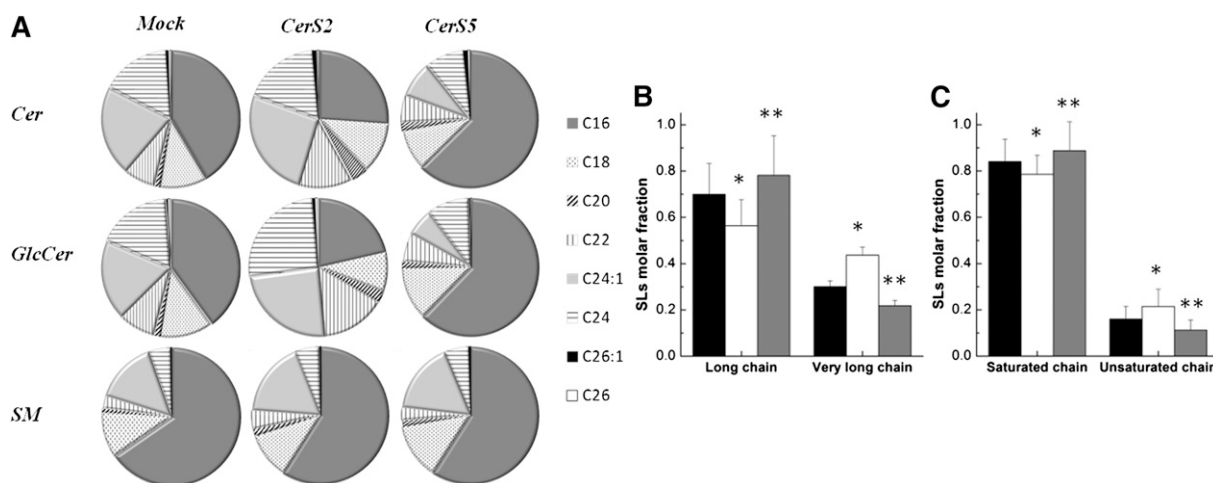 A
Mock
CerS2
CerS5
Cer
GlcCer
SM
C16
C18
C20
C22
C24:1
C24
C26:1
C26
B
SLs molar fraction
1.0
0.8
0.6
0.4
0.2
0.0
*
**
*
**
Long chain
Very long chain
C
SLs molar fraction
1.0
0.8
0.6
0.4
0.2
0.0
*
**
*
**
Saturated chain
Unsaturated chain